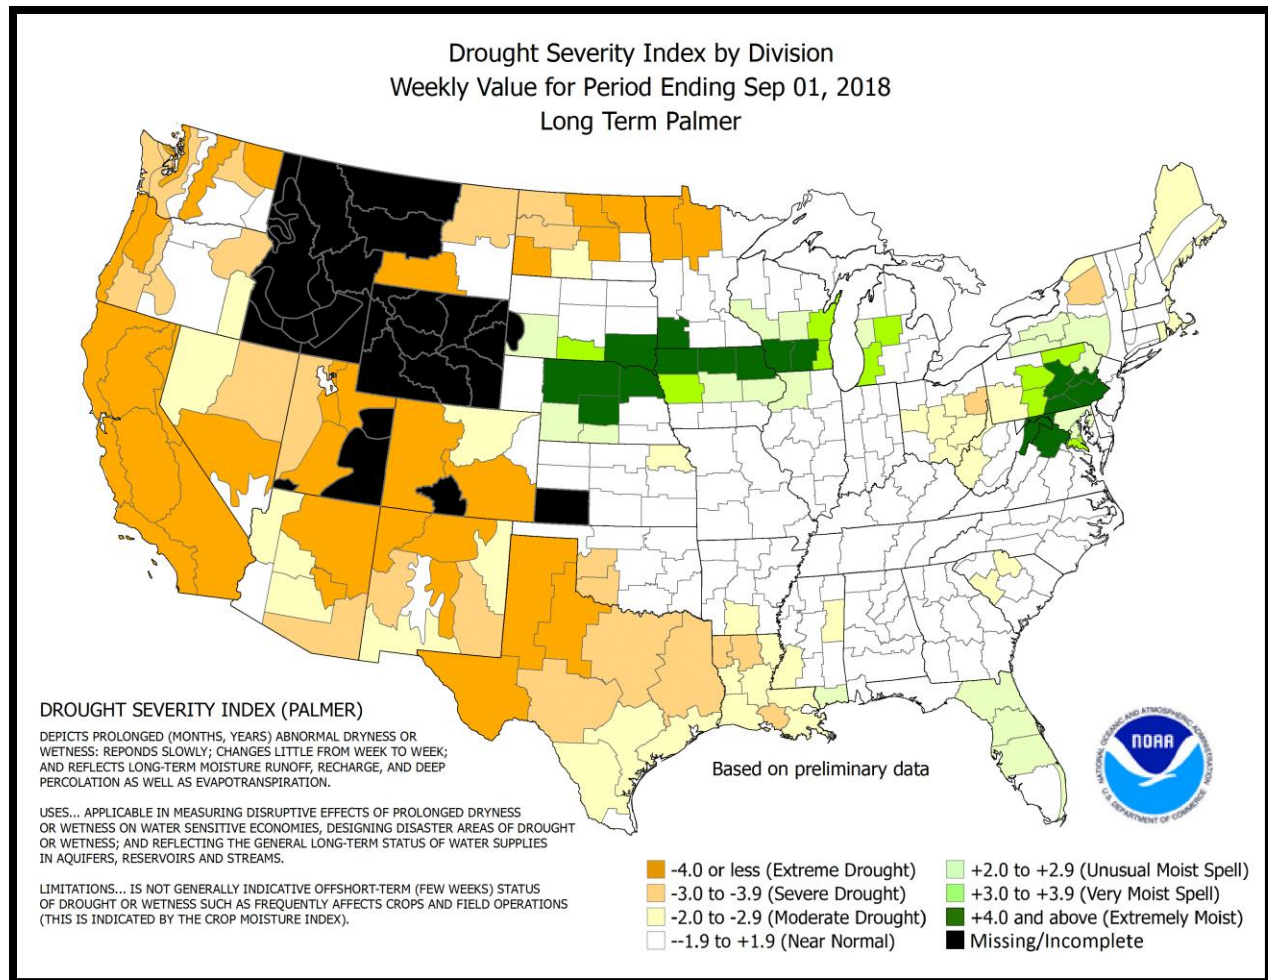 Drought Severity Index by Division
Weekly Value for Period Ending Sep 01, 2018
Long Term Palmer
DROUGHT SEVERITY INDEX (PALMER)
DEPICTS PROLONGED (MONTHS, YEARS) ABNORMAL DRYNESS OR
WETNESS: REPONDS SLOWLY; CHANGES LITTLE FROM WEEK TO WEEK;
AND REFLECTS LONG-TERM MOISTURE RUNOFF, RECHARGE, AND DEEP
PERCOLATION AS WELL AS EVAPOTRANSPIRATION.
USES... APPLICABLE IN MEASURING DISRUPTIVE EFFECTS OF PROLONGED DRYNESS
OR WETNESS ON WATER SENSITIVE ECONOMIES, DESIGNING DISASTER AREAS OF DROUGHT
OR WETNESS; AND REFLECTING THE GENERAL LONG-TERM STATUS OF WATER SUPPLIES
IN AQUIFERS, RESERVOIRS AND STREAMS.
LIMITATIONS... IS NOT GENERALLY INDICATIVE OFFSHORT-TERM (FEW WEEKS) STATUS
OF DROUGHT OR WETNESS SUCH AS FREQUENTLY AFFECTS CROPS AND FIELD OPERATIONS
(THIS IS INDICATED BY THE CROP MOISTURE INDEX).
Based on preliminary data
NATIONAL OCEANIC AND ATMOSPHERIC ADMINISTRATION
NOAA
U.S. DEPARTMENT OF COMMERCE
-4.0 or less (Extreme Drought)
-3.0 to -3.9 (Severe Drought)
-2.0 to -2.9 (Moderate Drought)
--1.9 to +1.9 (Near Normal)
+2.0 to +2.9 (Unusual Moist Spell)
+3.0 to +3.9 (Very Moist Spell)
+4.0 and above (Extremely Moist)
Missing/Incomplete